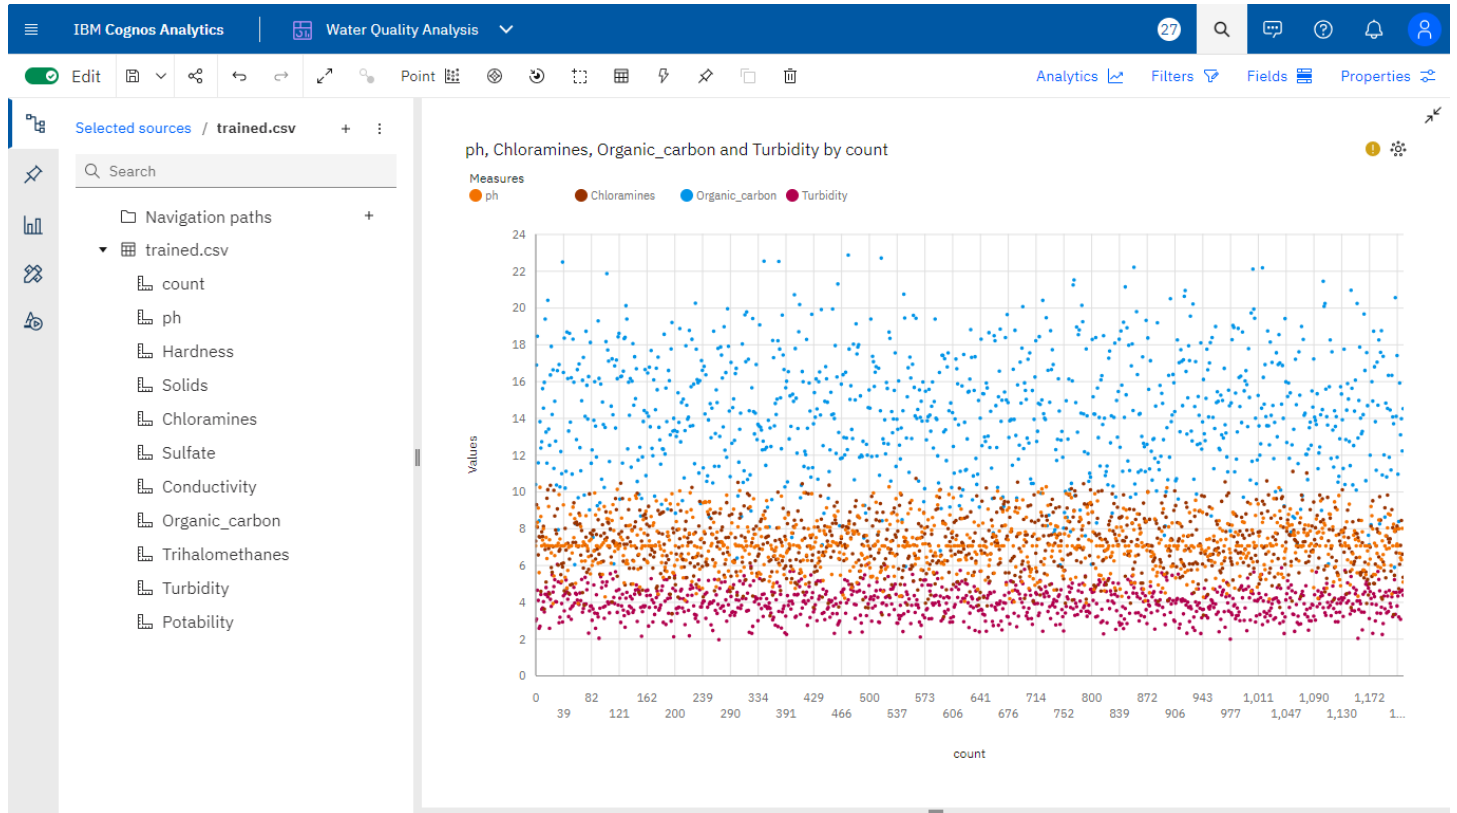 IBM Cognos Analytics
Water Quality Analysis
27
Edit
Point
Analytics
Filters
Fields
Properties
Selected sources / trained.csv
Search
Navigation paths
trained.csv
count
ph
Hardness
Solids
Chloramines
Sulfate
Conductivity
Organic_carbon
Trihalomethanes
Turbidity
Potability
ph, Chloramines, Organic_carbon and Turbidity by count
Measures
ph Chloramines Organic_carbon Turbidity
Values
24
22
20
18
16
14
12
10
8
6
4
2
0
0 82 162 239 334 429 500 573 641 714 800 872 943 1,011 1,090 1,172
39 121 200 290 391 466 537 606 676 752 839 906 977 1,047 1,130 1...
count